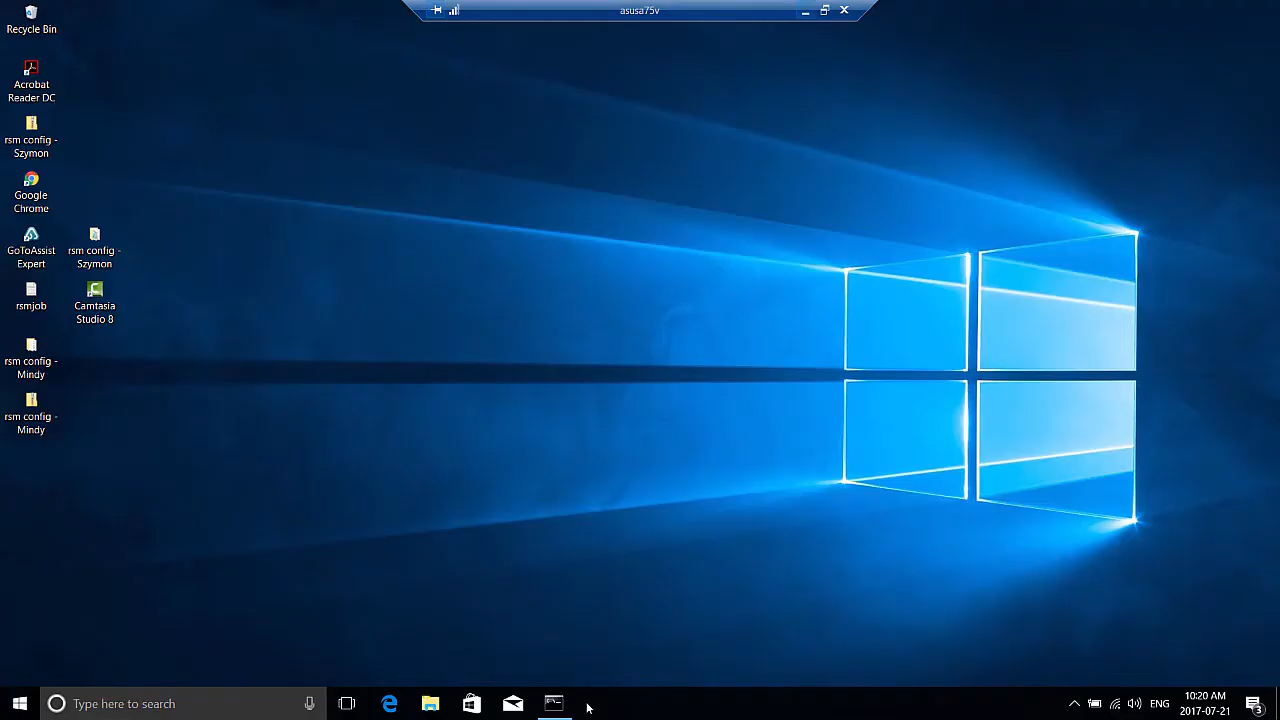 asusa75v
Recycle Bin
Acrobat
Reader DC
rsm config -
Szymon
Google
Chrome
GoToAssist
Expert
rsm config -
Szymon
rsmjob
Camtasia
Studio 8
rsm config -
Mindy
rsm config -
Mindy
Type here to search
ENG
10:20 AM
2017-07-21
3